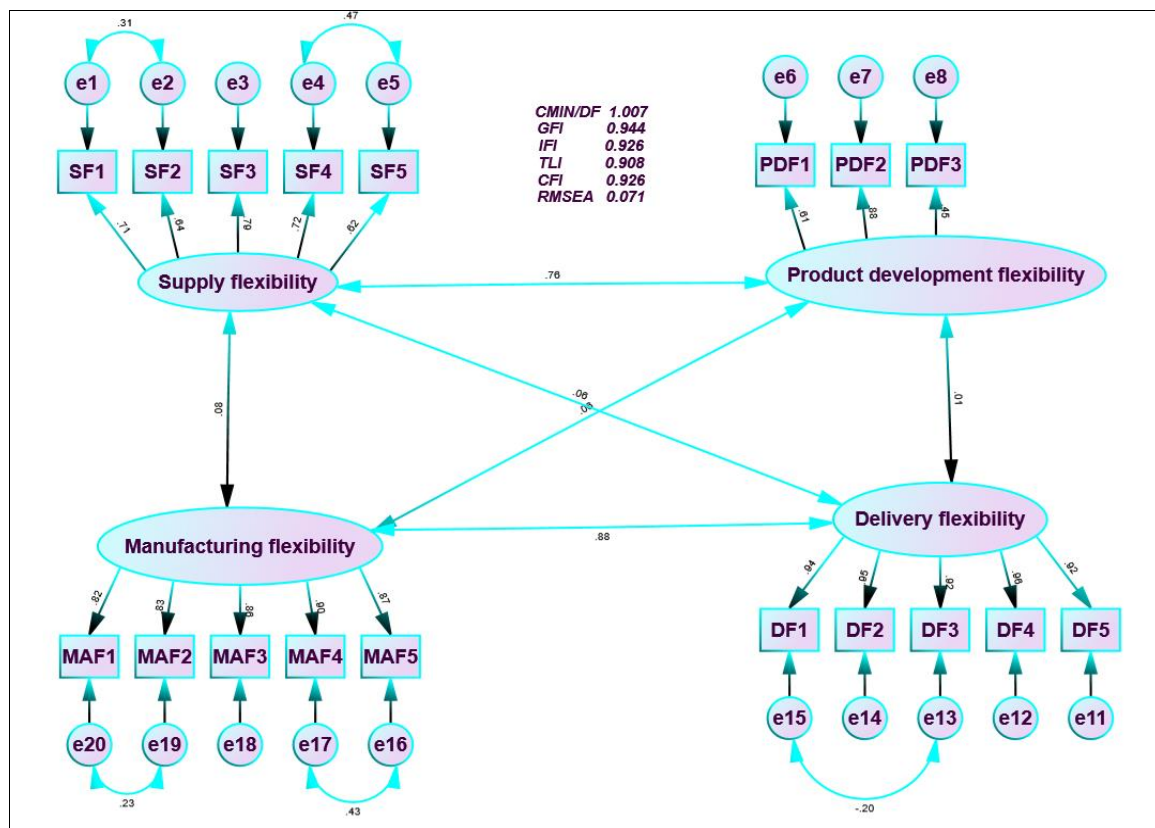 .31
.47
e1 e2 e3 e4 e5
e6 e7 e8
CMIN/DF 1.007
GFI 0.944
IFI 0.926
TLI 0.908
CFI 0.926
RMSEA 0.071
SF1 SF2 SF3 SF4 SF5
PDF1 PDF2 PDF3
.71 .64 .79 .72 .62
.61 .88 .45
Supply flexibility
Product development flexibility
.76
.08
.06
.01
Manufacturing flexibility
Delivery flexibility
.88
.82 .83 .86 .90 .87
.94 .95 .92 .96 .92
MAF1 MAF2 MAF3 MAF4 MAF5
DF1 DF2 DF3 DF4 DF5
e20 e19 e18 e17 e16
e15 e14 e13 e12 e11
.23
.43
-.20